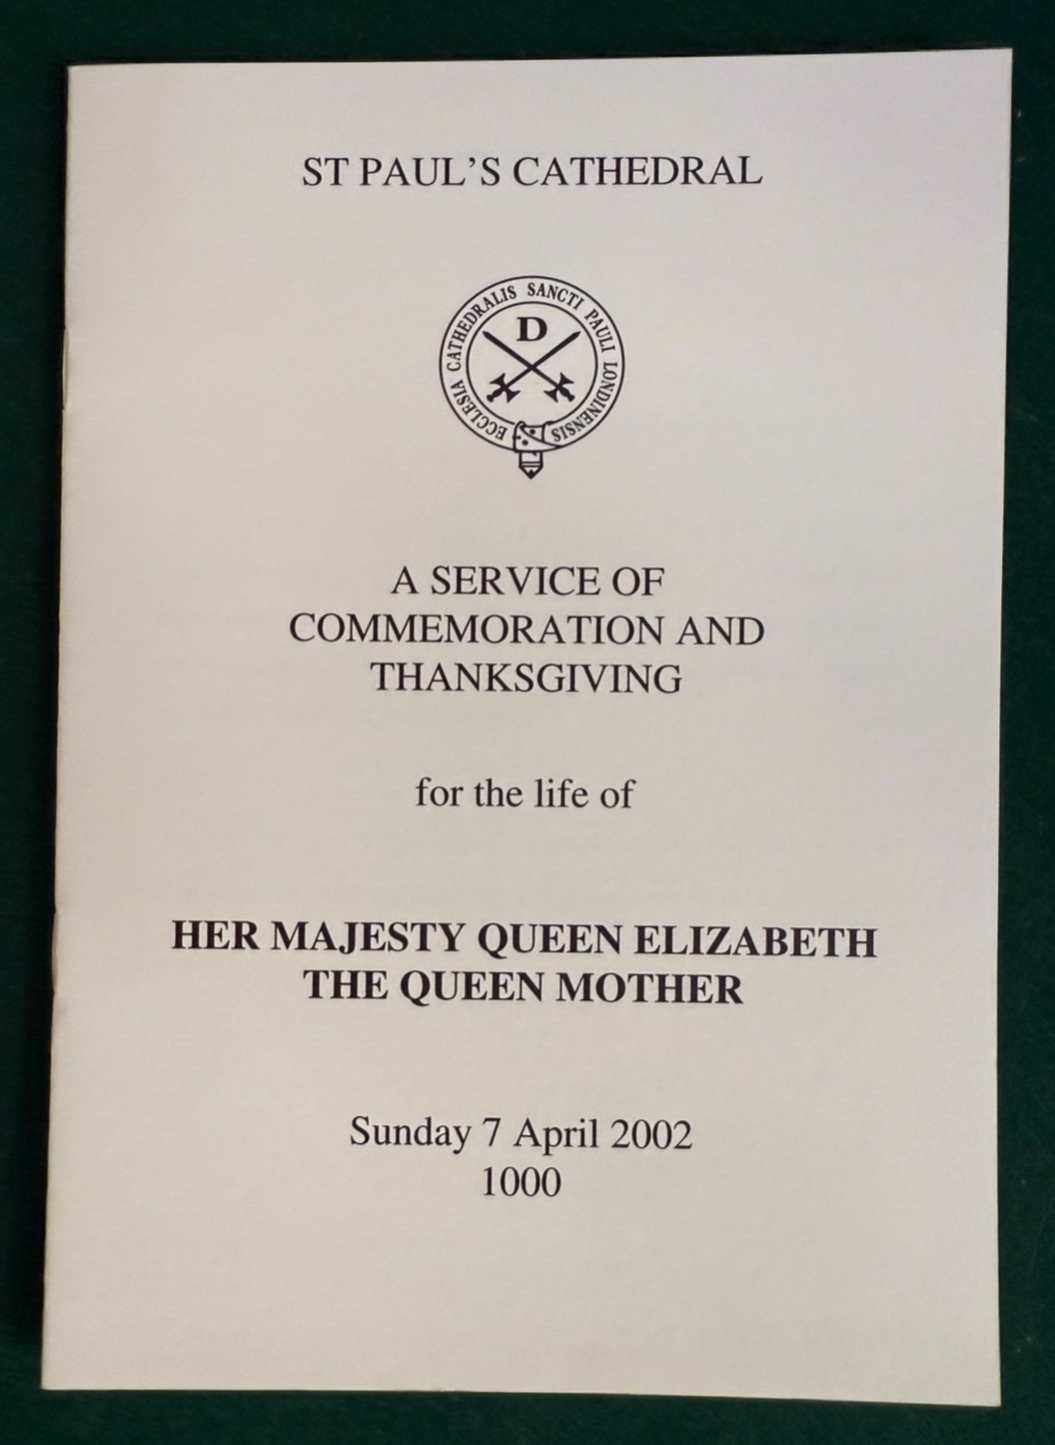 ST PAUL'S CATHEDRAL
ECCLESIA CATHEDRALIS SANCTI PAULI LONDINENSIS
D
A SERVICE OF
COMMEMORATION AND
THANKSGIVING
for the life of
HER MAJESTY QUEEN ELIZABETH
THE QUEEN MOTHER
Sunday 7 April 2002
1000